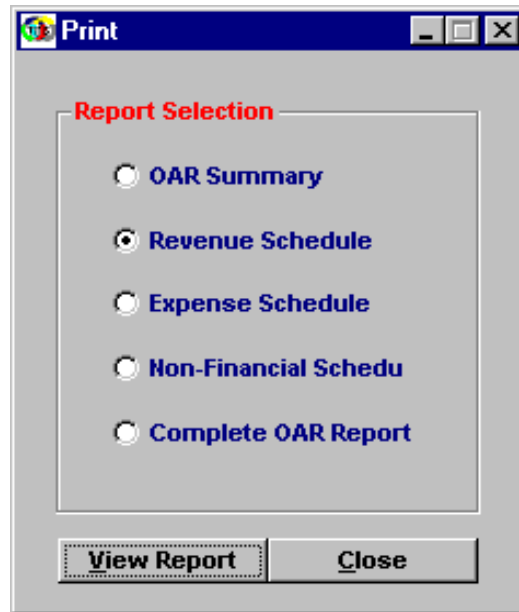 Print
Report Selection
OAR Summary
Revenue Schedule
Expense Schedule
Non-Financial Schedu
Complete OAR Report
View Report
Close